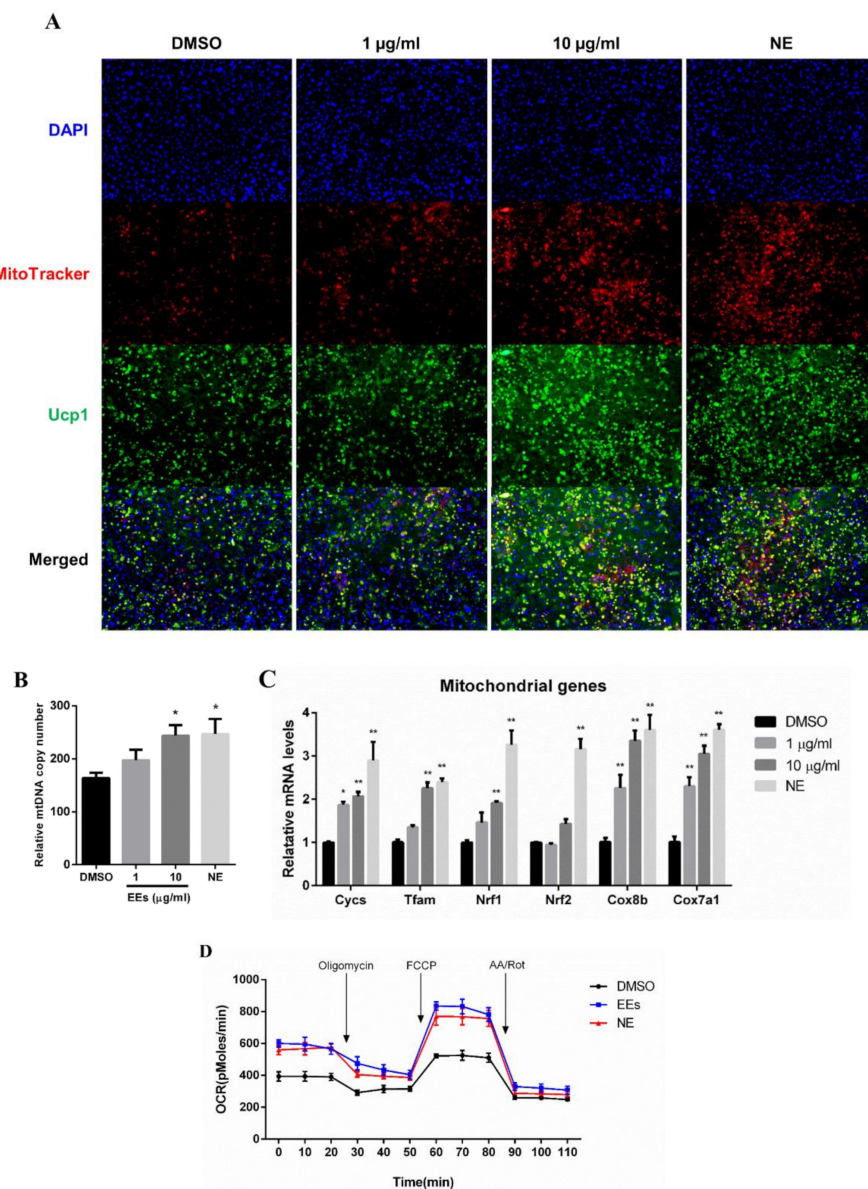 A
DMSO 1 µg/ml 10 µg/ml NE
DAPI
MitoTracker
Ucp1
Merged
B
Relative mtDNA copy number
300
200
100
0
DMSO 1 10 NE
EEs (µg/ml)
* *
C
Mitochondrial genes
Relatative mRNA levels
4
3
2
1
0
* ** ** ** ** ** ** ** ** ** ** ** ** **
Cycs Tfam Nrf1 Nrf2 Cox8b Cox7a1
DMSO
1 µg/ml
10 µg/ml
NE
D
OCR(pMoles/min)
1000
800
600
400
200
0
Oligomycin FCCP AA/Rot
DMSO
EEs
NE
0 10 20 30 40 50 60 70 80 90 100 110
Time(min)